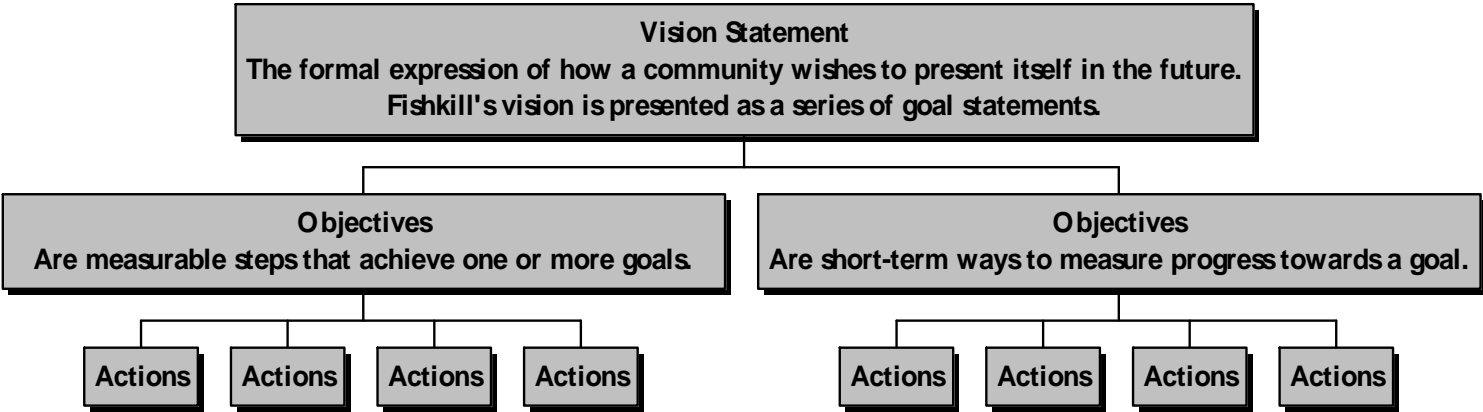 Vision Statement
The formal expression of how a community wishes to present itself in the future.
Fishkill's vision is presented as a series of goal statements.
Objectives
Are measurable steps that achieve one or more goals.
Objectives
Are short-term ways to measure progress towards a goal.
Actions
Actions
Actions
Actions
Actions
Actions
Actions
Actions